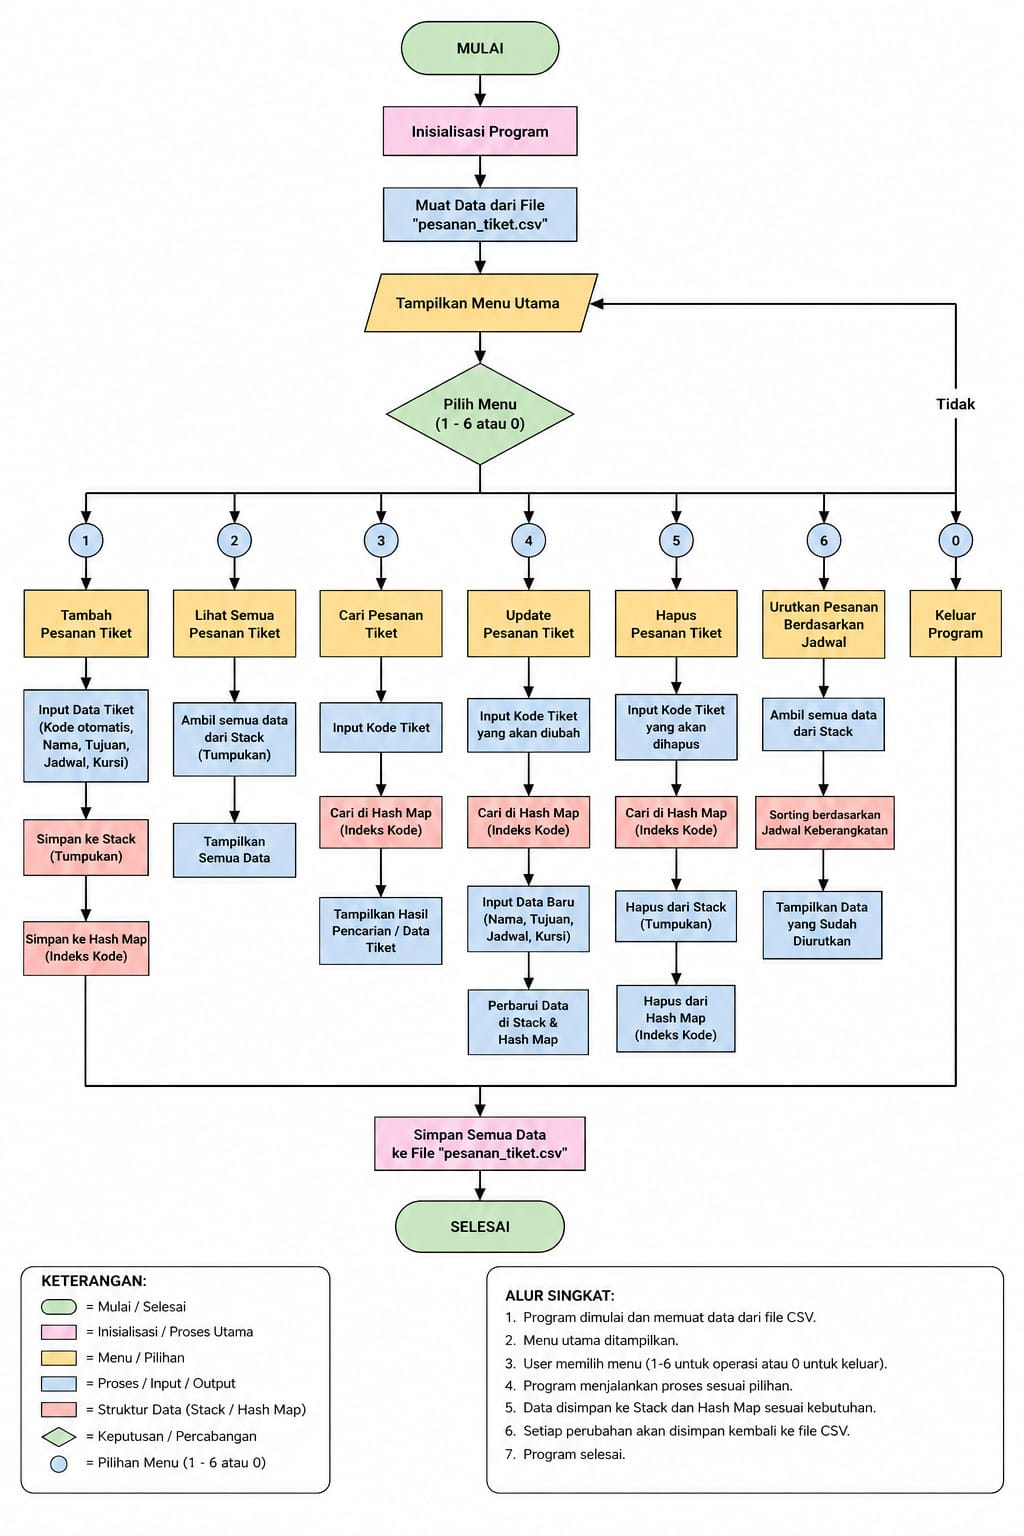 MULAI
Inisialisasi Program
Muat Data dari File
"pesanan_tiket.csv"
Tampilkan Menu Utama
Pilih Menu
(1 - 6 atau 0)
Tidak
1
2
3
4
5
6
0
Tambah
Pesanan Tiket
Lihat Semua
Pesanan Tiket
Cari Pesanan
Tiket
Update
Pesanan Tiket
Hapus
Pesanan Tiket
Urutkan Pesanan
Berdasarkan
Jadwal
Keluar
Program
Input Data Tiket
(Kode otomatis,
Nama, Tujuan,
Jadwal, Kursi)
Ambil semua data
dari Stack
(Tumpukan)
Input Kode Tiket
Input Kode Tiket
yang akan diubah
Input Kode Tiket
yang akan
dihapus
Ambil semua data
dari Stack
Simpan ke Stack
(Tumpukan)
Tampilkan
Semua Data
Cari di Hash Map
(Indeks Kode)
Cari di Hash Map
(Indeks Kode)
Cari di Hash Map
(Indeks Kode)
Sorting berdasarkan
Jadwal Keberangkatan
Simpan ke Hash Map
(Indeks Kode)
Tampilkan Hasil
Pencarian / Data
Tiket
Input Data Baru
(Nama, Tujuan,
Jadwal, Kursi)
Hapus dari Stack
(Tumpukan)
Tampilkan Data
yang Sudah
Diurutkan
Perbarui Data
di Stack &
Hash Map
Hapus dari
Hash Map
(Indeks Kode)
Simpan Semua Data
ke File "pesanan_tiket.csv"
SELESAI
KETERANGAN:
= Mulai / Selesai
= Inisialisasi / Proses Utama
= Menu / Pilihan
= Proses / Input / Output
= Struktur Data (Stack / Hash Map)
= Keputusan / Percabangan
= Pilihan Menu (1 - 6 atau 0)
ALUR SINGKAT:
1. Program dimulai dan memuat data dari file CSV.
2. Menu utama ditampilkan.
3. User memilih menu (1-6 untuk operasi atau 0 untuk keluar).
4. Program menjalankan proses sesuai pilihan.
5. Data disimpan ke Stack dan Hash Map sesuai kebutuhan.
6. Setiap perubahan akan disimpan kembali ke file CSV.
7. Program selesai.